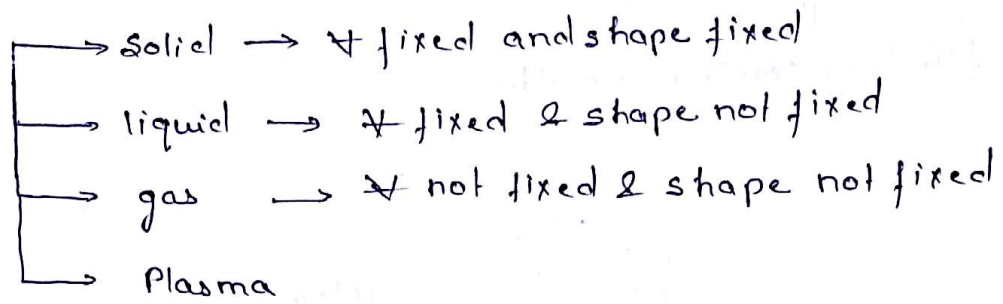 → Solid → V fixed and shape fixed
→ liquid → V fixed & shape not fixed
→ gas → V not fixed & shape not fixed
→ Plasma